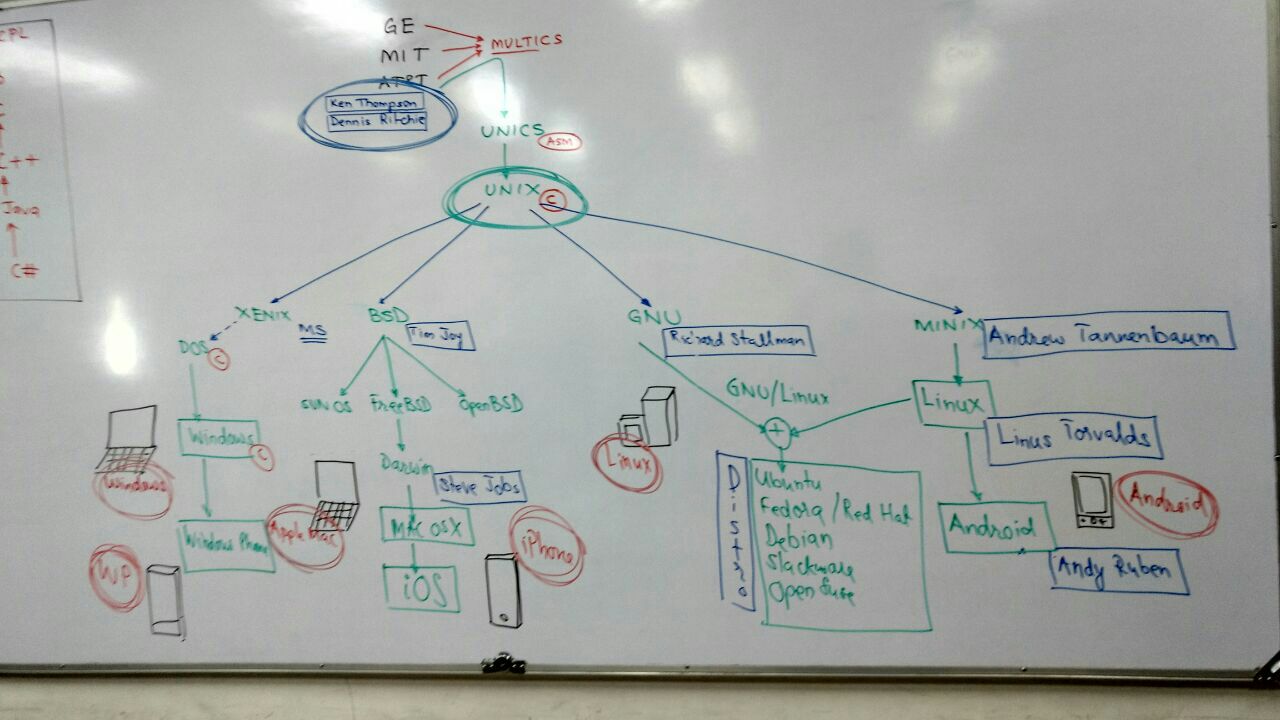 GE
MIT
AT&T
MULTICS
Ken Thompson
Dennis Ritchie
UNICS
ASM
UNIX
C
CPL
C++
Java
C#
XENIX
MS
DOS
C
Windows
C
Windows
Windows Phone
WP
BSD
Tim Joy
SUNOS
FreeBSD
OpenBSD
Darwin
Steve Jobs
MAC OSX
Apple Mac
iOS
iPhone
GNU
Richard Stallman
GNU/Linux
+
Linux
Distro
Ubuntu
Fedora / Red Hat
Debian
Slackware
Open Suse
MINIX
Andrew Tannenbaum
Linux
Linus Torvalds
Android
Android
Andy Ruben